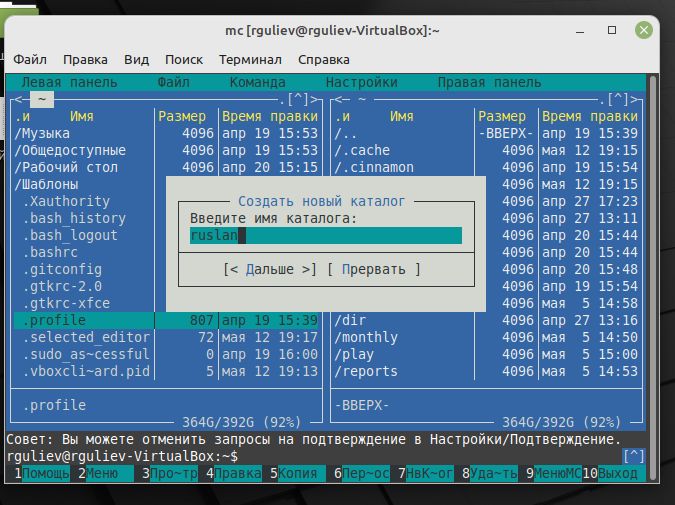 mc [rguliev@rguliev-VirtualBox]:~
Файл Правка Вид Поиск Терминал Справка
Левая панель Файл Команда Настройки Правая панель
<─ ~ .[^]> <─ ~ .[^]>
.и Имя Размер Время правки .и Имя Размер Время правки
/Музыка 4096 апр 19 15:53 /.. -ВВЕРХ- апр 19 15:39
/Общедоступные 4096 апр 19 15:53 /.cache 4096 мая 12 19:15
/Рабочий стол 4096 апр 20 15:15 /.cinnamon 4096 апр 19 15:54
/Шаблоны 4096 мая 12 19:15
.Xauthority 4096 апр 27 17:23
.bash_history 4096 апр 27 13:11
.bash_logout 4096 апр 20 15:44
.bashrc 4096 апр 20 15:44
.gitconfig 4096 апр 20 15:48
.gtkrc-2.0 4096 апр 19 15:54
.gtkrc-xfce 4096 мая 5 14:58
Создать новый каталог
Введите имя каталога:
ruslan
[< Дальше >] [ Прервать ]
.profile 807 апр 19 15:39 /dir 4096 апр 27 13:16
.selected_editor 72 мая 12 19:17 /monthly 4096 мая 5 14:50
.sudo_as~cessful 0 апр 19 16:00 /play 4096 мая 5 15:00
.vboxcli~ard.pid 5 мая 12 19:13 /reports 4096 мая 5 14:53
.profile -ВВЕРХ-
364G/392G (92%) 364G/392G (92%)
Совет: Вы можете отменить запросы на подтверждение в Настройки/Подтверждение.
rguliev@rguliev-VirtualBox:~$ [^]
1Помощь 2Меню 3Про~тр 4Правка 5Копия 6Пер~ос 7НвК~ог 8Уда~ть 9МенюМС10Выход